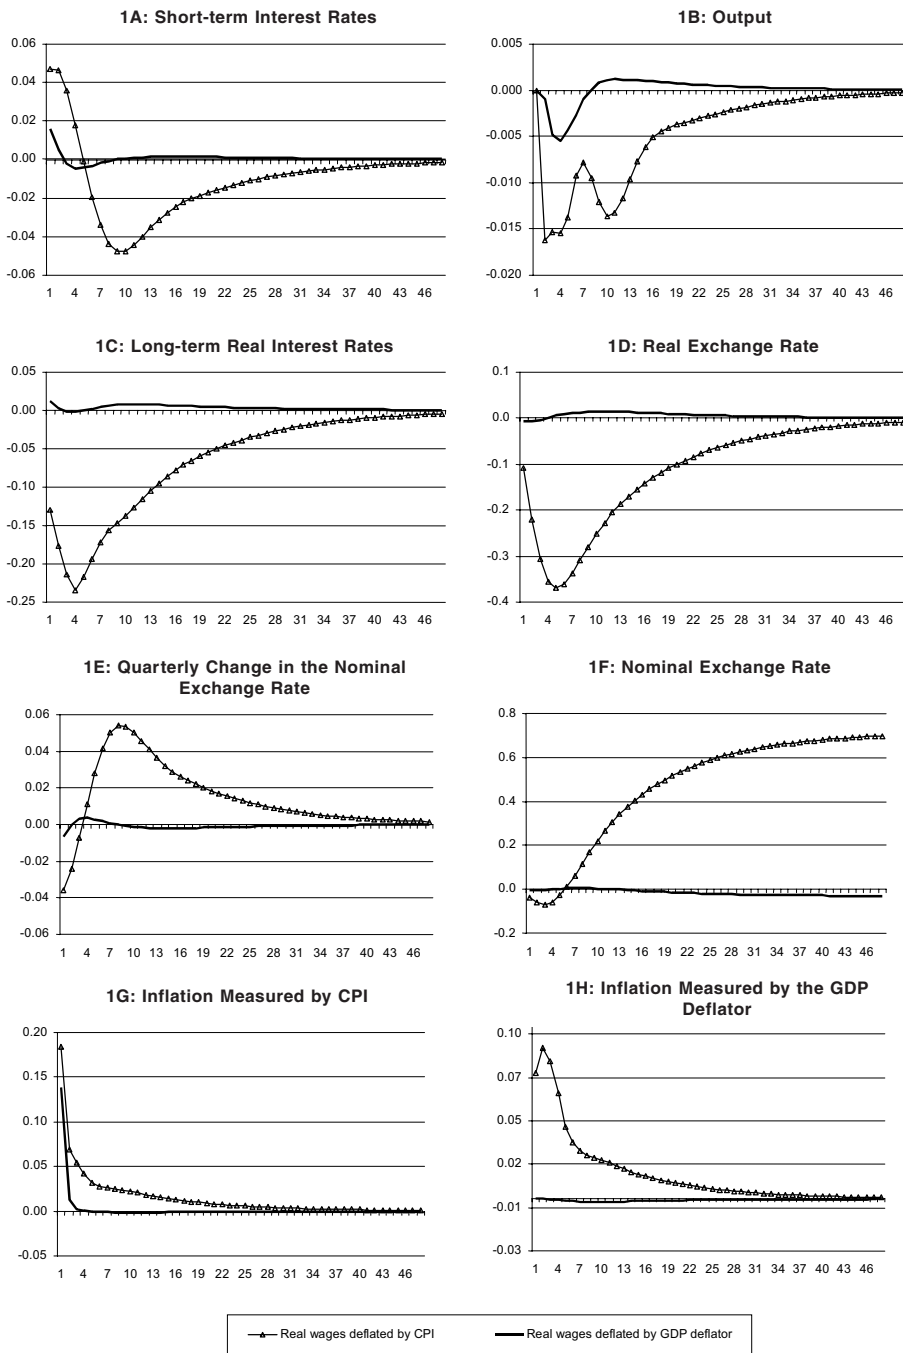 1A: Short-term Interest Rates
0.06
0.04
0.02
0.00
-0.02
-0.04
-0.06
1 4 7 10 13 16 19 22 25 28 31 34 37 40 43 46
1B: Output
0.005
0.000
-0.005
-0.010
-0.015
-0.020
1 4 7 10 13 16 19 22 25 28 31 34 37 40 43 46
1C: Long-term Real Interest Rates
0.05
0.00
-0.05
-0.10
-0.15
-0.20
-0.25
1 4 7 10 13 16 19 22 25 28 31 34 37 40 43 46
1D: Real Exchange Rate
0.1
0.0
-0.1
-0.2
-0.3
-0.4
1 4 7 10 13 16 19 22 25 28 31 34 37 40 43 46
1E: Quarterly Change in the Nominal
Exchange Rate
0.06
0.04
0.02
0.00
-0.02
-0.04
-0.06
1 4 7 10 13 16 19 22 25 28 31 34 37 40 43 46
1F: Nominal Exchange Rate
0.8
0.6
0.4
0.2
0.0
-0.2
1 4 7 10 13 16 19 22 25 28 31 34 37 40 43 46
1G: Inflation Measured by CPI
0.20
0.15
0.10
0.05
0.00
-0.05
1 4 7 10 13 16 19 22 25 28 31 34 37 40 43 46
1H: Inflation Measured by the GDP
Deflator
0.10
0.07
0.05
0.02
-0.01
-0.03
1 4 7 10 13 16 19 22 25 28 31 34 37 40 43 46
Real wages deflated by CPI
Real wages deflated by GDP deflator